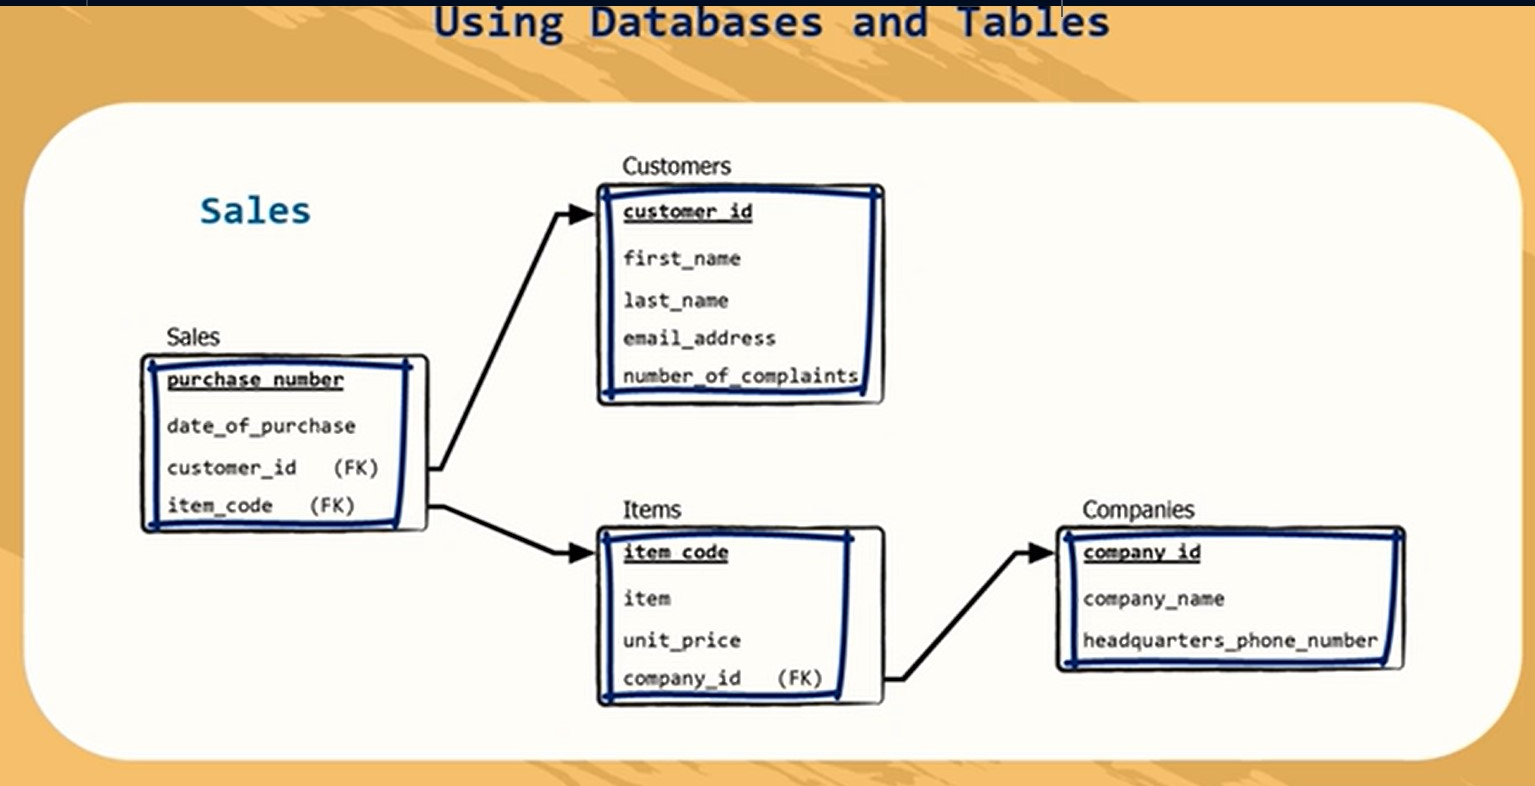 Using Databases and Tables
Sales
Customers
customer_id
first_name
last_name
email_address
number_of_complaints
Sales
purchase_number
date_of_purchase
customer_id (FK)
item_code (FK)
Items
item_code
item
unit_price
company_id (FK)
Companies
company_id
company_name
headquarters_phone_number